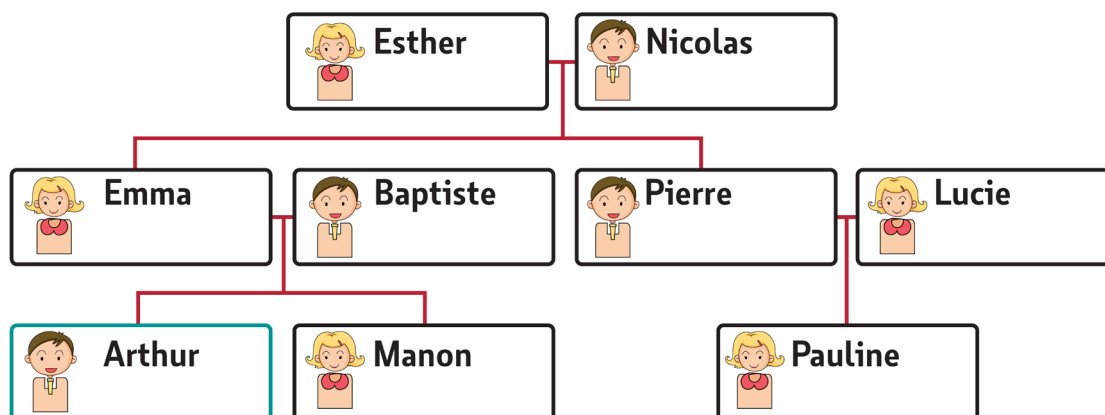 Esther
Nicolas
Emma
Baptiste
Pierre
Lucie
Arthur
Manon
Pauline